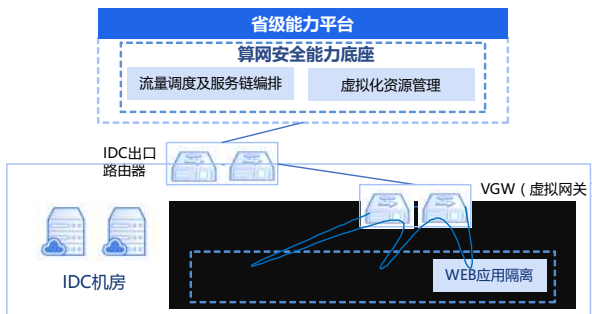 省级能力平台
算网安全能力底座
流量调度及服务链编排
虚拟化资源管理
IDC出口
路由器
VGW（虚拟网关
IDC机房
WEB应用隔离